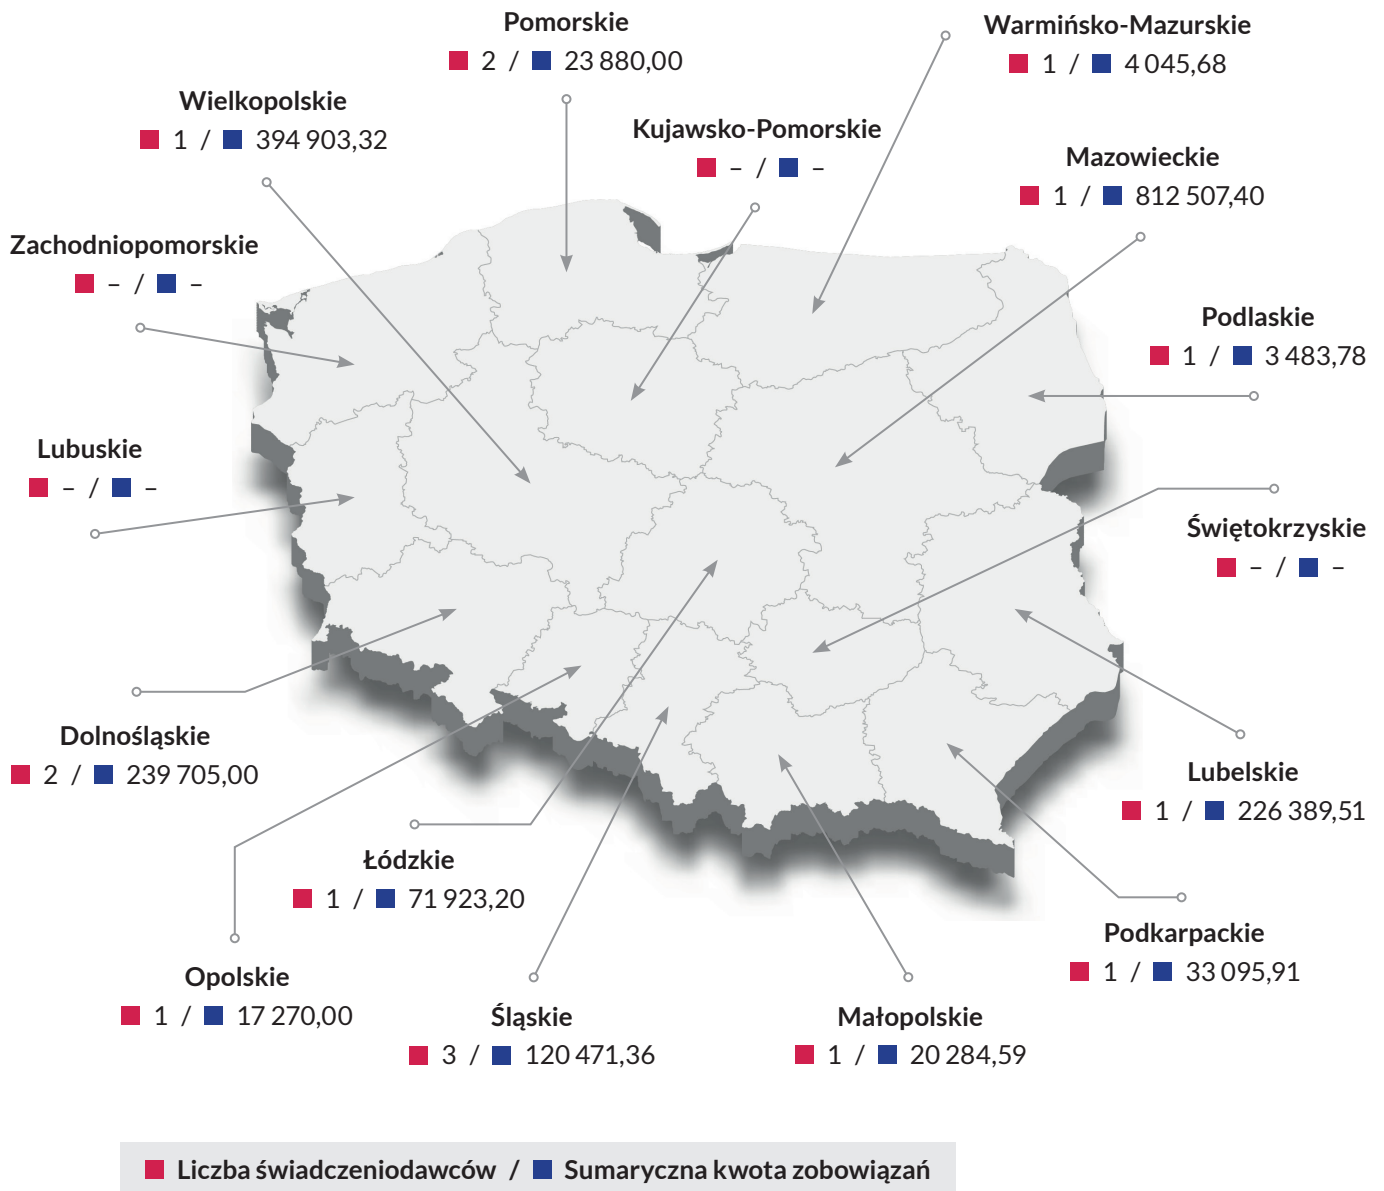 Pomorskie
2 / 23 880,00
Warmińsko-Mazurskie
1 / 4 045,68
Wielkopolskie
1 / 394 903,32
Kujawsko-Pomorskie
– / –
Mazowieckie
1 / 812 507,40
Zachodniopomorskie
– / –
Podlaskie
1 / 3 483,78
Lubuskie
– / –
Świętokrzyskie
– / –
Dolnośląskie
2 / 239 705,00
Lubelskie
1 / 226 389,51
Łódzkie
1 / 71 923,20
Podkarpackie
1 / 33 095,91
Opolskie
1 / 17 270,00
Śląskie
3 / 120 471,36
Małopolskie
1 / 20 284,59
Liczba świadczeniodawców / Sumaryczna kwota zobowiązań